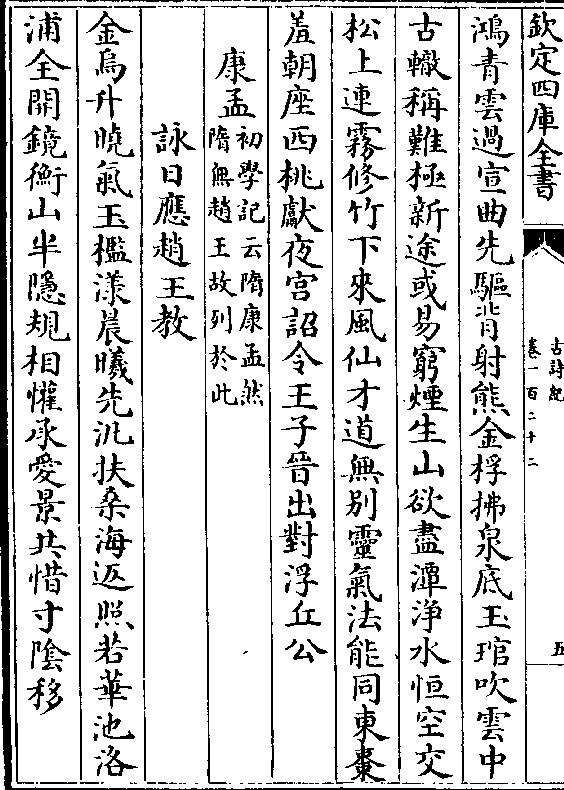 欽定四庫全書
古詩紀
卷一百二十二
五
鴻青雲過宣曲先驅背射熊金桴拂泉底玉琯吹雲中
古轍稱難極新途或易窮煙生山欲盡潭浄水恒空交
松上連霧修竹下來風仙才道無别靈氣法能同東棗
羞朝座西桃獻夜宫詔令王子晉出對浮丘公
康孟
初學記云隋康孟然
隋無趙王故列於此
詠日應趙王教
金烏升曉氣玉檻漾晨曦先汎扶桑海返照若華池洛
浦全開鏡衡山半隱規相懽承愛景共惜寸陰移